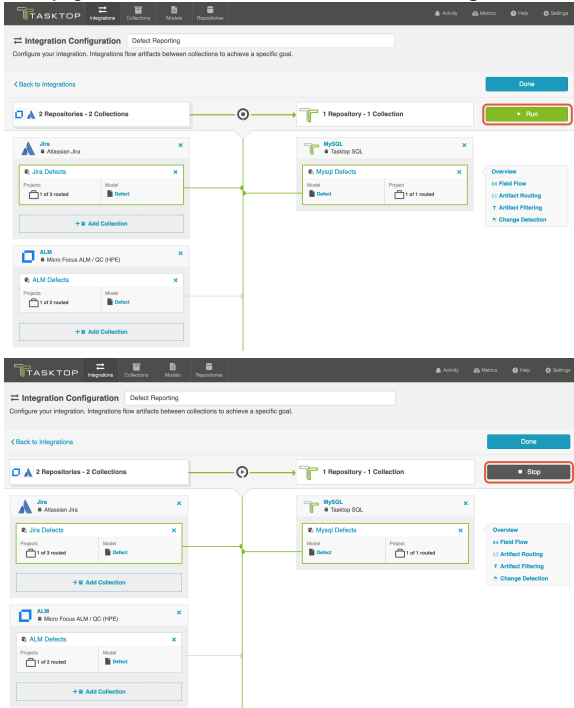 TASKTOP
Integrations
Collections
Models
Repositories
Activity
Metrics
Help
Settings
Integration Configuration
Defect Reporting
Configure your integration. Integrations flow artifacts between collections to achieve a specific goal.
Back to Integrations
Done
2 Repositories - 2 Collections
1 Repository - 1 Collection
Run
Jira
Atlassian Jira
Jira Defects
Projects
1 of 3 routed
Model
Defect
+ Add Collection
ALM
Micro Focus ALM / QC (HPE)
ALM Defects
Projects
1 of 2 routed
Model
Defect
+ Add Collection
MySQL
Tasktop SQL
Mysql Defects
Model
Defect
Project
1 of 1 routed
Overview
Field Flow
Artifact Routing
Artifact Filtering
Change Detection
TASKTOP
Integrations
Collections
Models
Repositories
Activity
Metrics
Help
Settings
Integration Configuration
Defect Reporting
Configure your integration. Integrations flow artifacts between collections to achieve a specific goal.
Back to Integrations
Done
2 Repositories - 2 Collections
1 Repository - 1 Collection
Stop
Jira
Atlassian Jira
Jira Defects
Projects
1 of 3 routed
Model
Defect
+ Add Collection
ALM
Micro Focus ALM / QC (HPE)
ALM Defects
Projects
1 of 2 routed
Model
Defect
+ Add Collection
MySQL
Tasktop SQL
Mysql Defects
Model
Defect
Project
1 of 1 routed
Overview
Field Flow
Artifact Routing
Artifact Filtering
Change Detection